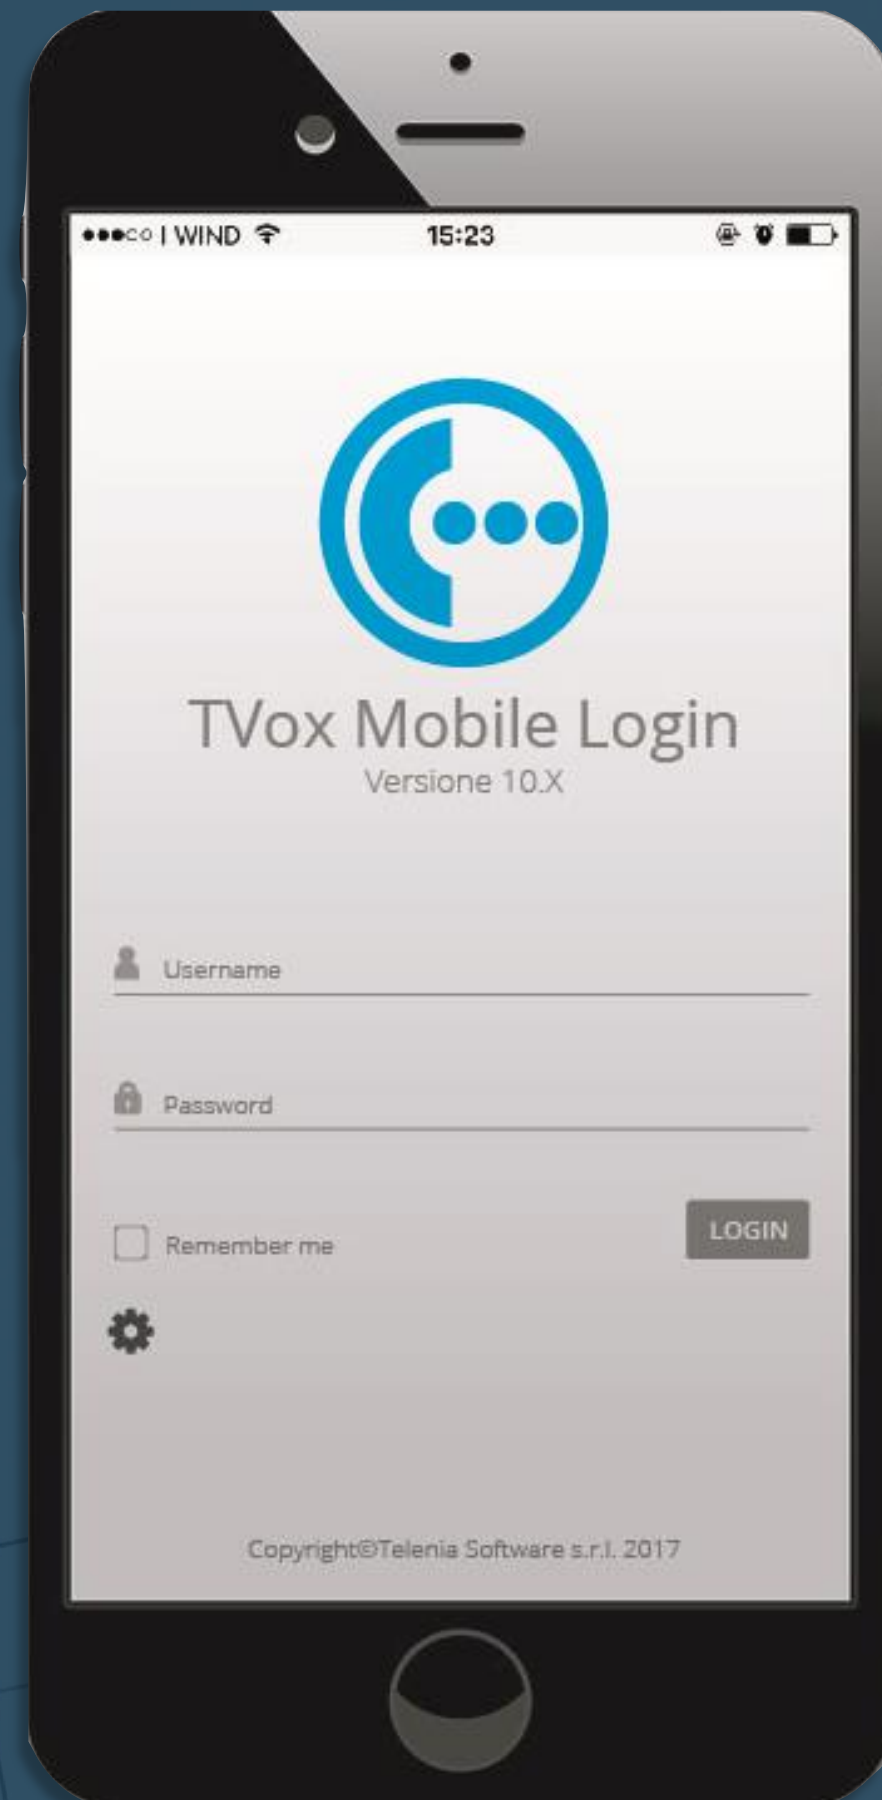 I WIND 15:23
TVox Mobile Login
Versione 10.X
Username
Password
Remember me
LOGIN
Copyright©Telenia Software s.r.l. 2017